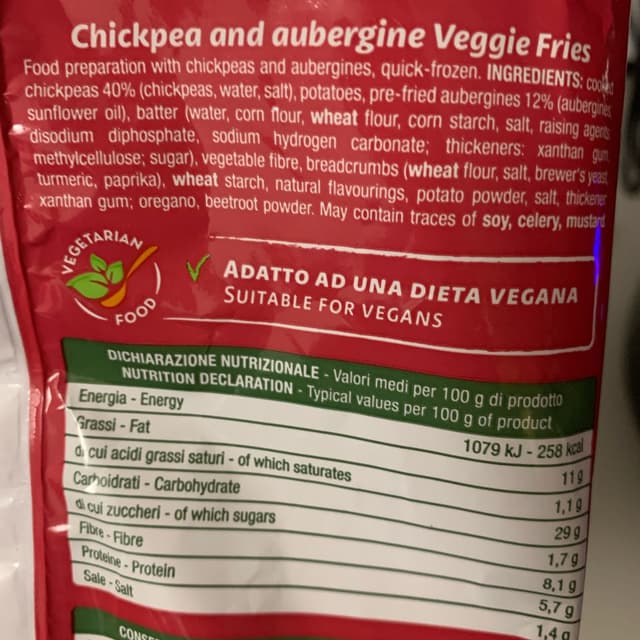 Chickpea and aubergine Veggie Fries
Food preparation with chickpeas and aubergines, quick-frozen. INGREDIENTS:
chickpeas 40% (chickpeas, water, salt), potatoes, pre-fried aubergines 12% (aubergines,
sunflower oil), batter (water, corn flour, wheat flour, corn starch, salt, raising agents:
disodium diphosphate, sodium hydrogen carbonate; thickeners: xanthan gum,
methylcellulose; sugar), vegetable fibre, breadcrumbs (wheat flour, salt, brewer's yeast,
turmeric, paprika), wheat starch, natural flavourings, potato powder, salt, thickener
xanthan gum; oregano, beetroot powder. May contain traces of soy, celery, mustard
VEGETARIAN
FOOD
ADATTO AD UNA DIETA VEGANA
SUITABLE FOR VEGANS
DICHIARAZIONE NUTRIZIONALE - Valori medi per 100 g di prodotto
NUTRITION DECLARATION - Typical values per 100 g of product
Energia - Energy 1079 kJ - 258 kcal
Grassi - Fat 11 g
di cui acidi grassi saturi - of which saturates 1,1 g
Carboidrati - Carbohydrate 29 g
di cui zuccheri - of which sugars 1,7 g
Fibre - Fibre 8,1 g
Proteine - Protein 5,7 g
Sale - Salt 1,4 g